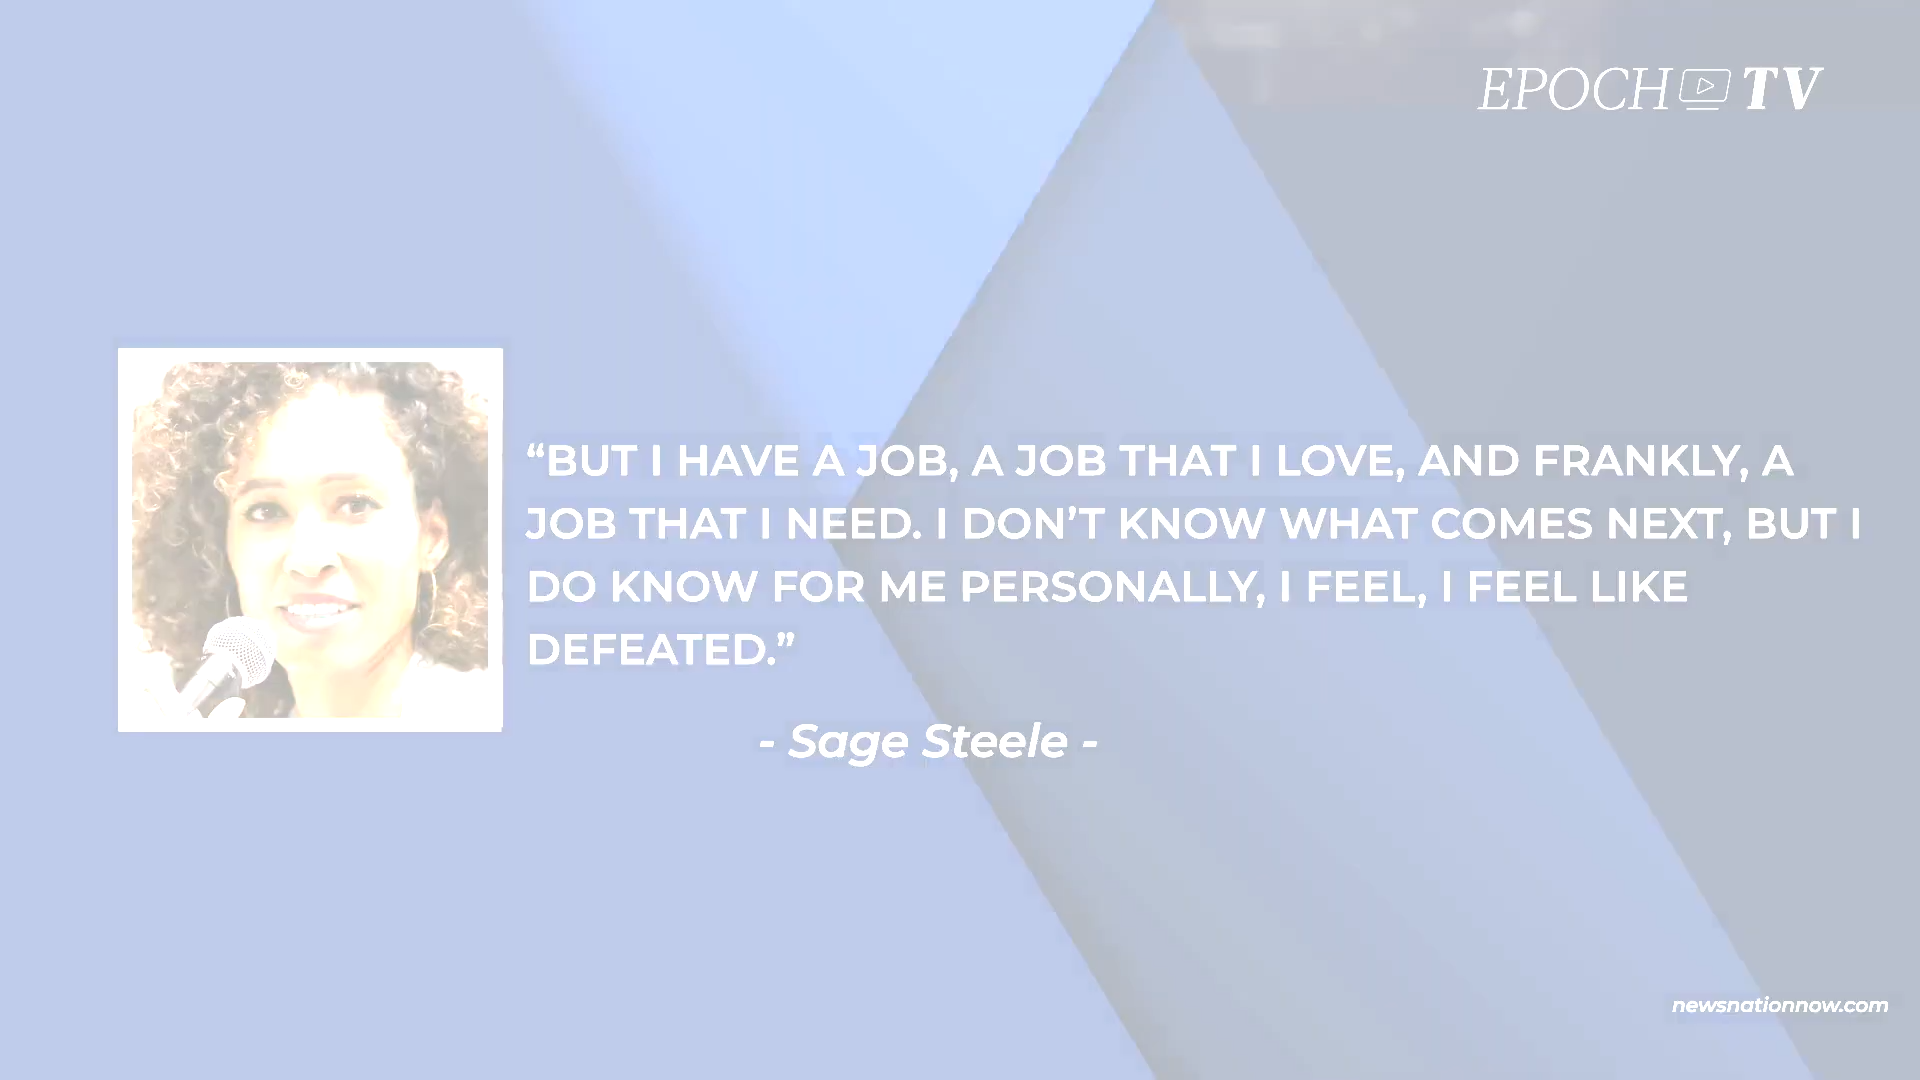 EPOCH TV
“BUT I HAVE A JOB, A JOB THAT I LOVE, AND FRANKLY, A
JOB THAT I NEED. I DON’T KNOW WHAT COMES NEXT, BUT I
DO KNOW FOR ME PERSONALLY, I FEEL, I FEEL LIKE
DEFEATED.”
- Sage Steele -
newsnationnow.com